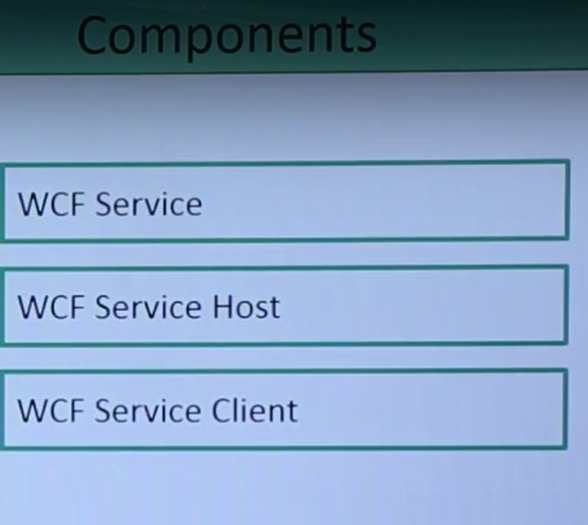 Components
WCF Service
WCF Service Host
WCF Service Client